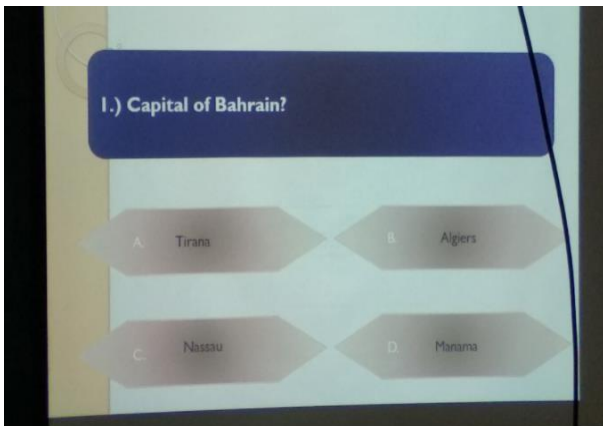 1.) Capital of Bahrain?
A. Tirana
B. Algiers
C. Nassau
D. Manama